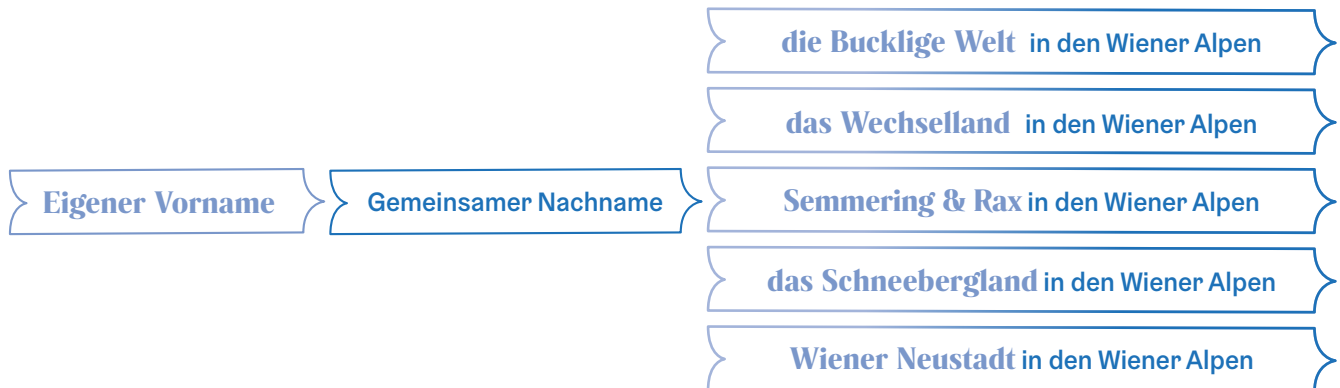 Eigener Vorname
Gemeinsamer Nachname
die Bucklige Welt in den Wiener Alpen
das Wechselland in den Wiener Alpen
Semmering & Rax in den Wiener Alpen
das Schneebergland in den Wiener Alpen
Wiener Neustadt in den Wiener Alpen